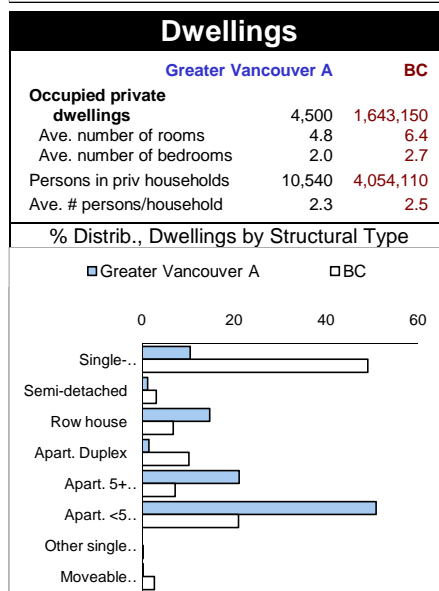 Dwellings
Greater Vancouver A BC
Occupied private
dwellings 4,500 1,643,150
Ave. number of rooms 4.8 6.4
Ave. number of bedrooms 2.0 2.7
Persons in priv households 10,540 4,054,110
Ave. # persons/household 2.3 2.5
% Distrib., Dwellings by Structural Type
Greater Vancouver A BC
0 20 40 60
Single-..
Semi-detached
Row house
Apart. Duplex
Apart. 5+..
Apart. <5..
Other single..
Moveable..